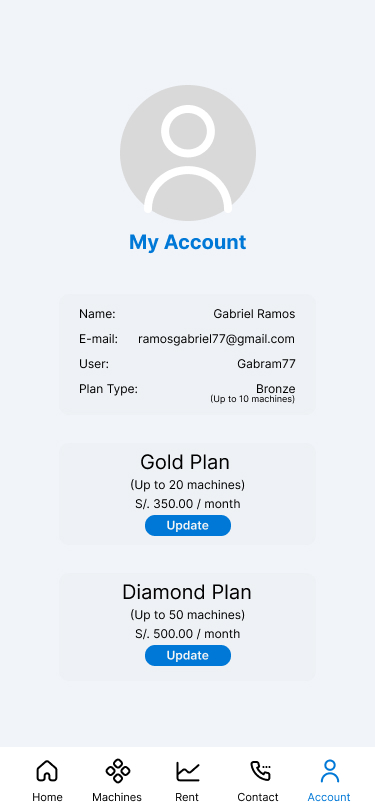 My Account
Name: Gabriel Ramos
E-mail: ramosgabriel77@gmail.com
User: Gabram77
Plan Type: Bronze
(Up to 10 machines)
Gold Plan
(Up to 20 machines)
S/. 350.00 / month
Update
Diamond Plan
(Up to 50 machines)
S/. 500.00 / month
Update
Home Machines Rent Contact Account